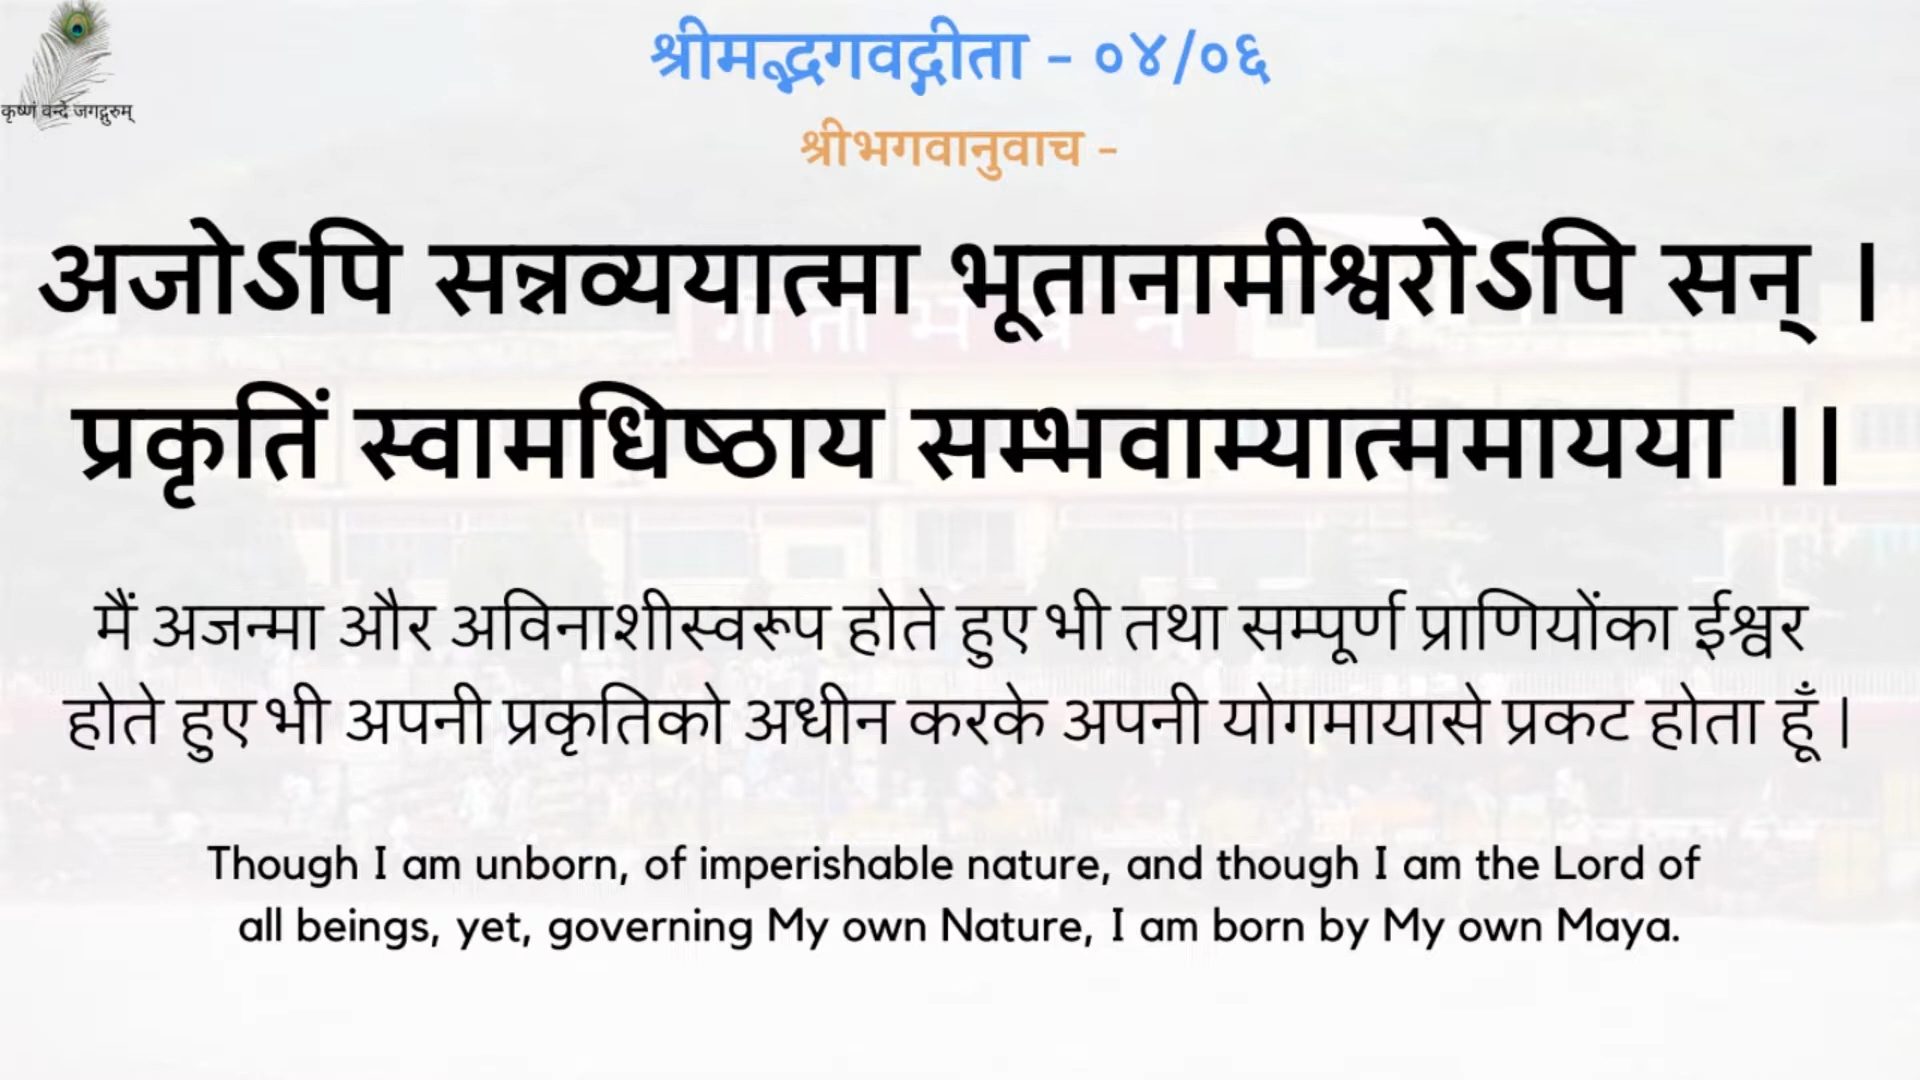 कृष्णं वन्दे जगद्गुरुम्
श्रीमद्भगवद्गीता - ०४/०६
श्रीभगवानुवाच -
अजोऽपि सन्नव्ययात्मा भूतानामीश्वरोऽपि सन् ।
प्रकृतिं स्वामधिष्ठाय सम्भवाम्यात्ममायया ।।
मैं अजन्मा और अविनाशीस्वरूप होते हुए भी तथा सम्पूर्ण प्राणियोंका ईश्वर
होते हुए भी अपनी प्रकृतिको अधीन करके अपनी योगमायासे प्रकट होता हूँ ।
Though I am unborn, of imperishable nature, and though I am the Lord of
all beings, yet, governing My own Nature, I am born by My own Maya.
गीता भवन